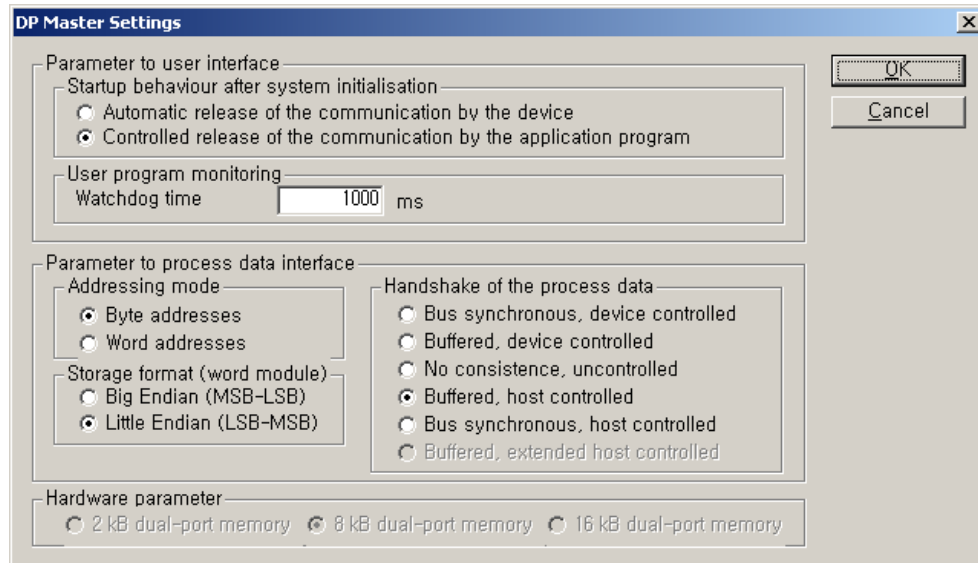 DP Master Settings
Parameter to user interface
Startup behaviour after system initialisation
Automatic release of the communication by the device
Controlled release of the communication by the application program
User program monitoring
Watchdog time 1000 ms
OK
Cancel
Parameter to process data interface
Addressing mode
Byte addresses
Word addresses
Storage format (word module)
Big Endian (MSB-LSB)
Little Endian (LSB-MSB)
Handshake of the process data
Bus synchronous, device controlled
Buffered, device controlled
No consistence, uncontrolled
Buffered, host controlled
Bus synchronous, host controlled
Buffered, extended host controlled
Hardware parameter
2 kB dual-port memory 8 kB dual-port memory 16 kB dual-port memory